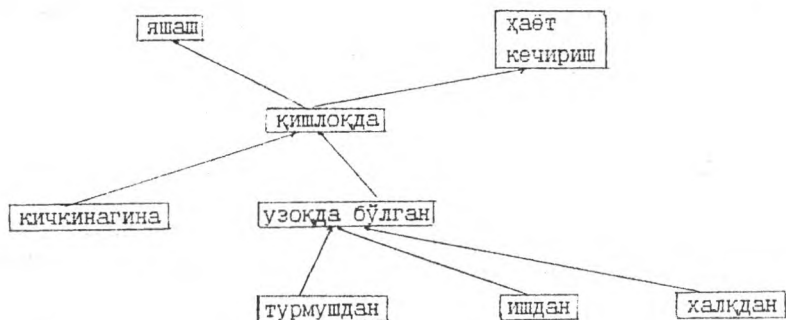 яшаш
ҳаёт
кечириш
қишлоқда
кичкинагина
узоқда бўлган
турмушдан
ишдан
халқдан